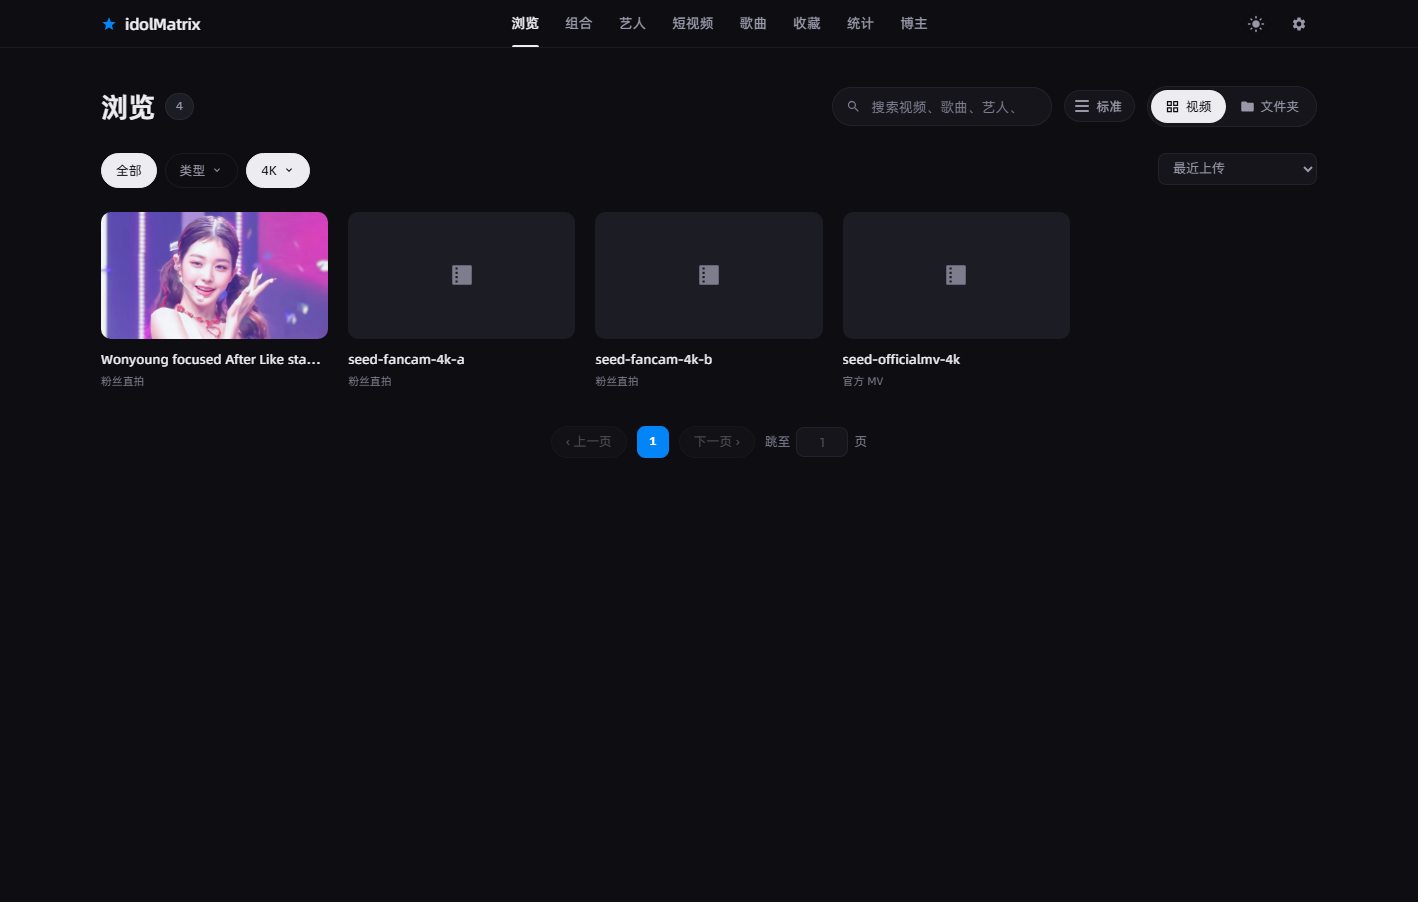 idolMatrix
浏览 组合 艺人 短视频 歌曲 收藏 统计 博主
浏览 4
搜索视频、歌曲、艺人、
标准
视频 文件夹
全部 类型 4K
最近上传
Wonyoung focused After Like sta...
粉丝直拍
seed-fancam-4k-a
粉丝直拍
seed-fancam-4k-b
粉丝直拍
seed-officialmv-4k
官方 MV
‹ 上一页 1 下一页 › 跳至 1 页